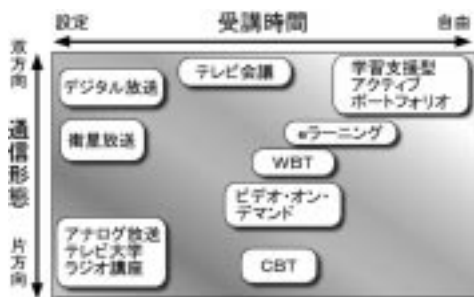 設定 受講時間 自由
双方向
通信形態
片方向
テレビ会議
学習支援型
アクティブ
ポートフォリオ
デジタル放送
衛星放送
eラーニング
WBT
ビデオ・オン・
デマンド
アナログ放送
テレビ大学
ラジオ講座
CBT